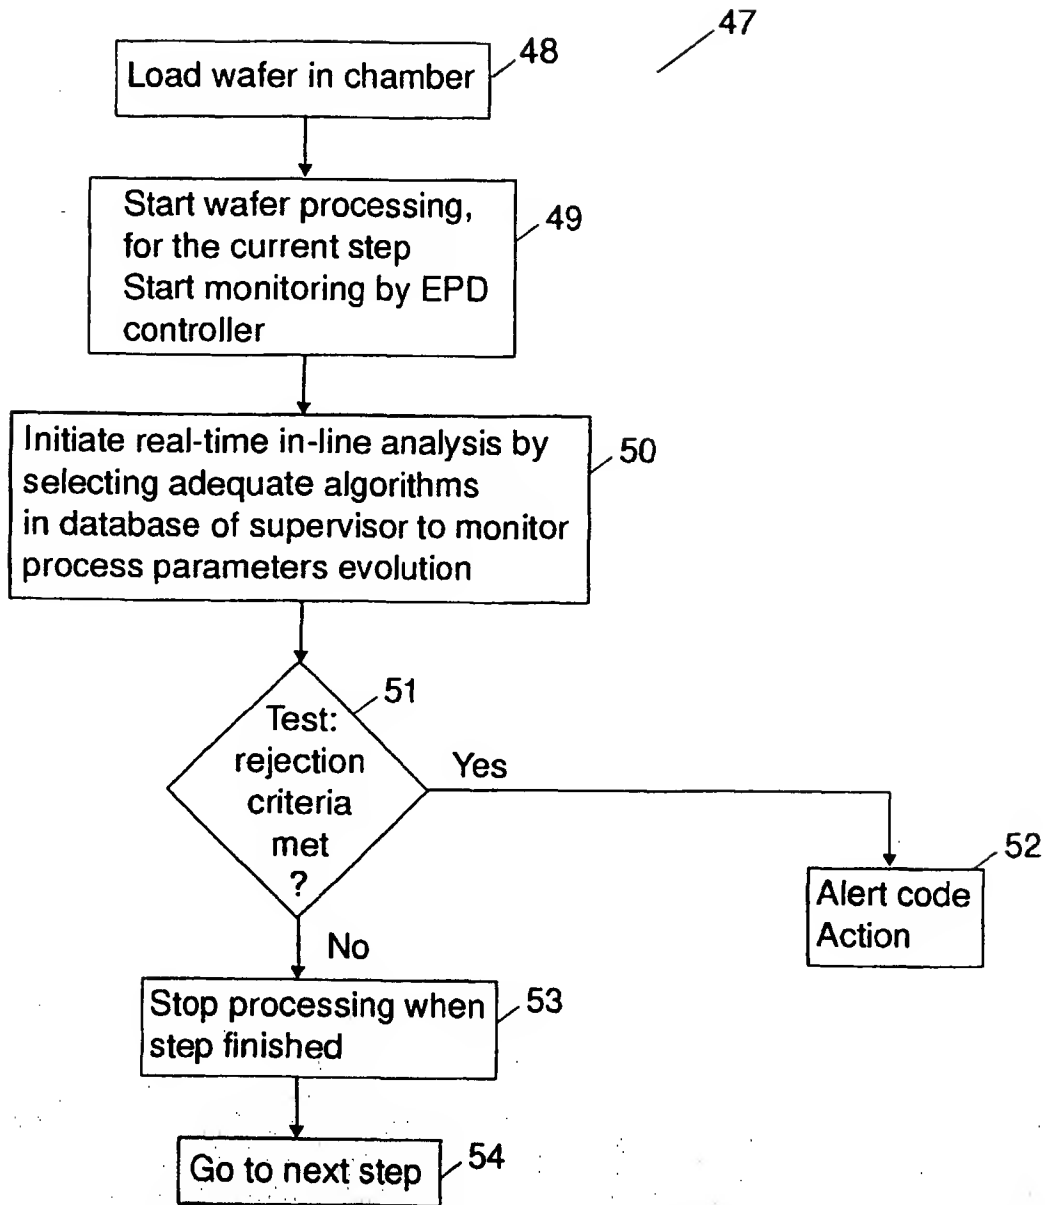 47
48
Load wafer in chamber
49
Start wafer processing,
for the current step
Start monitoring by EPD
controller
50
Initiate real-time in-line analysis by
selecting adequate algorithms
in database of supervisor to monitor
process parameters evolution
51
Test:
rejection
criteria
met
?
Yes
52
Alert code
Action
No
53
Stop processing when
step finished
54
Go to next step